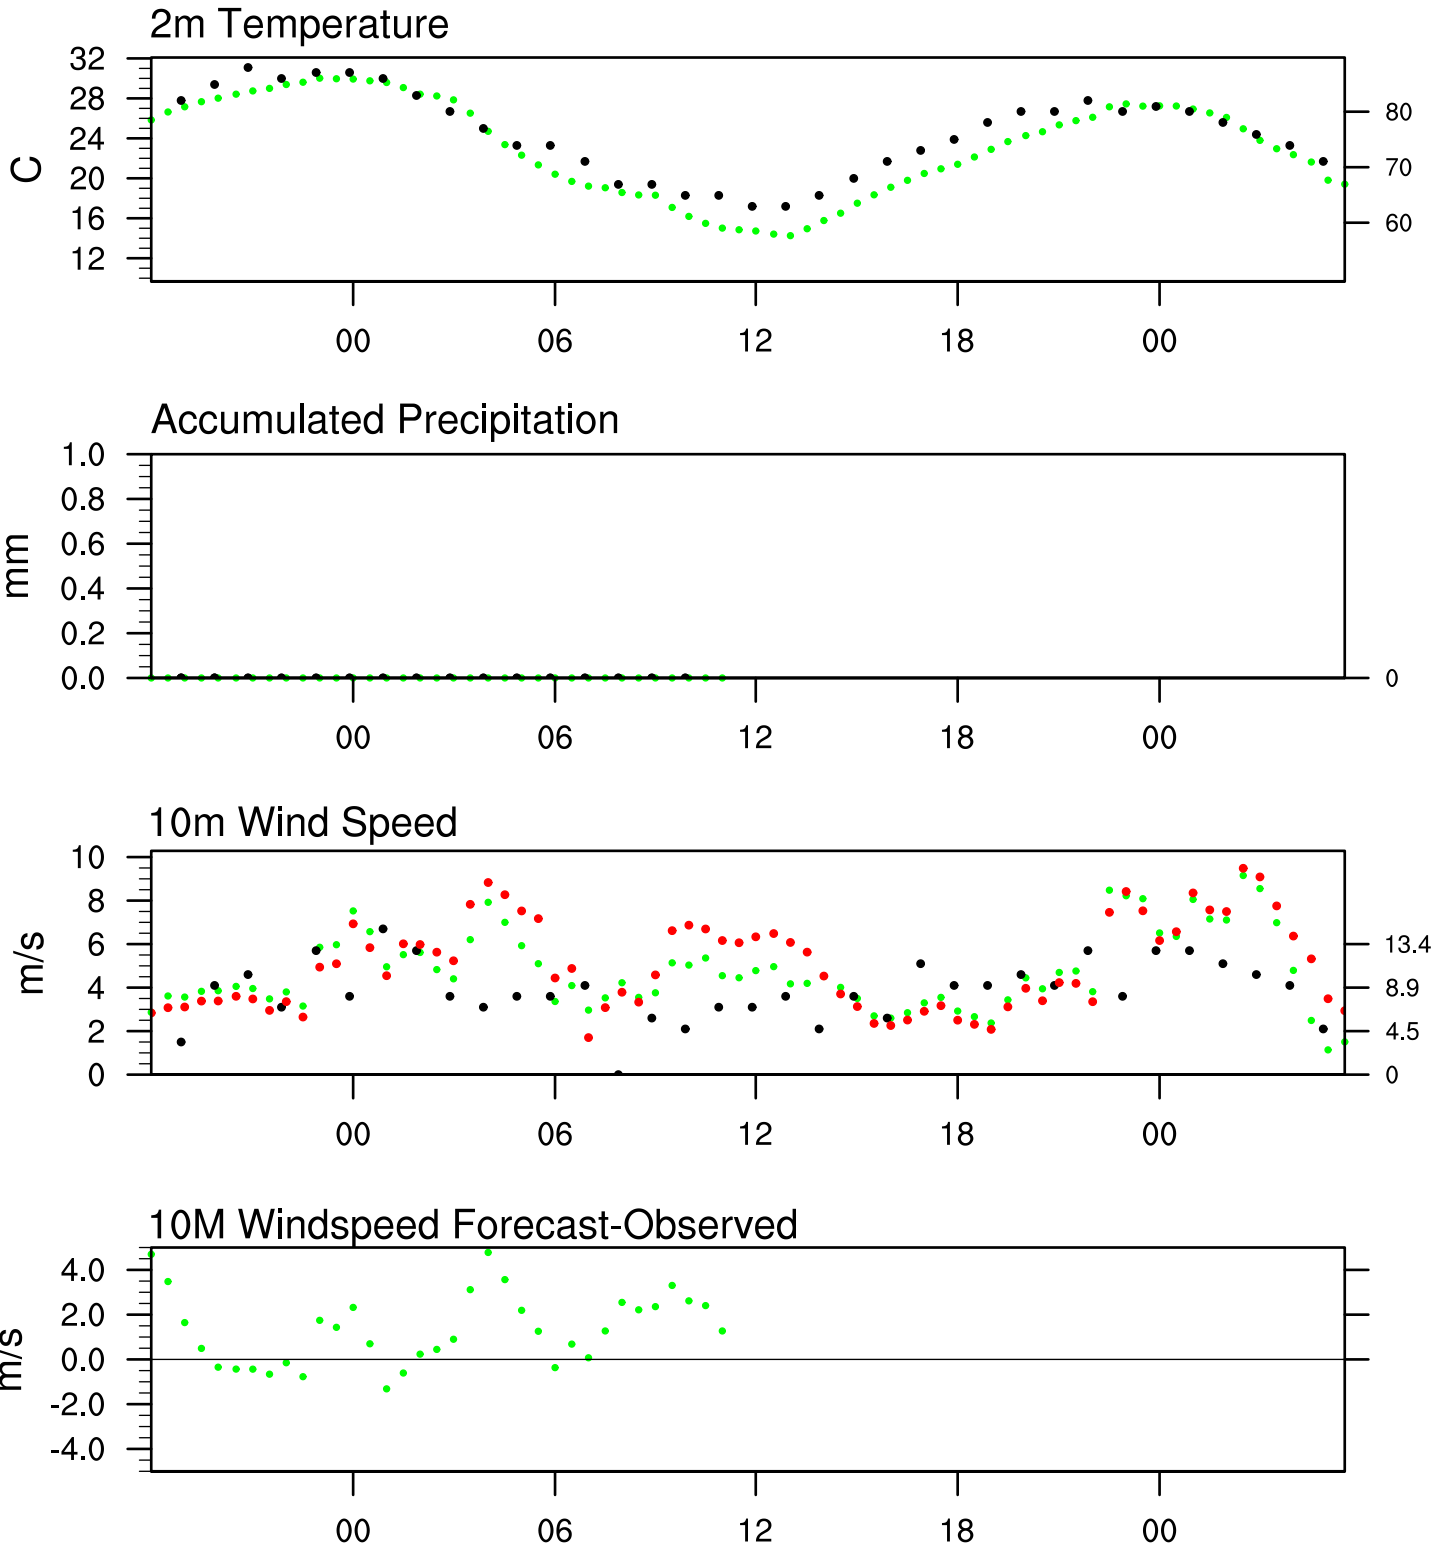 2m Temperature
32
28
24
20
16
12
C
80
70
60
00 06 12 18 00
Accumulated Precipitation
1.0
0.8
0.6
0.4
0.2
0.0
mm
0
00 06 12 18 00
10m Wind Speed
10
8
6
4
2
0
m/s
13.4
8.9
4.5
0
00 06 12 18 00
10M Windspeed Forecast-Observed
4.0
2.0
0.0
-2.0
-4.0
m/s
00 06 12 18 00